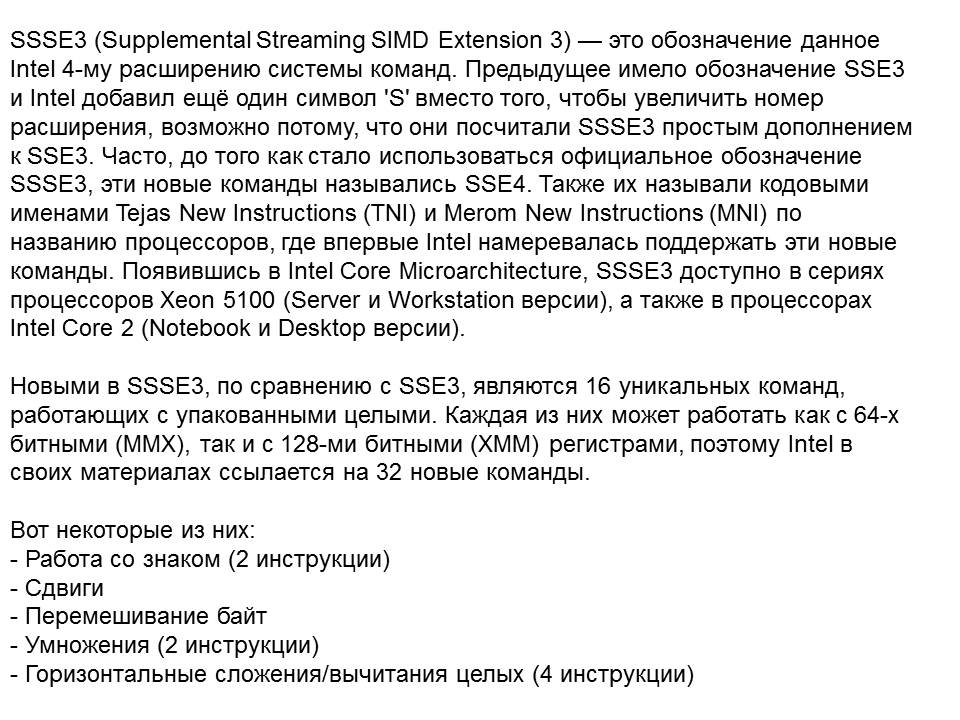 SSSE3 (Supplemental Streaming SIMD Extension 3) — это обозначение данное
Intel 4-му расширению системы команд. Предыдущее имело обозначение SSE3
и Intel добавил ещё один символ 'S' вместо того, чтобы увеличить номер
расширения, возможно потому, что они посчитали SSSE3 простым дополнением
к SSE3. Часто, до того как стало использоваться официальное обозначение
SSSE3, эти новые команды назывались SSE4. Также их называли кодовыми
именами Tejas New Instructions (TNI) и Merom New Instructions (MNI) по
названию процессоров, где впервые Intel намеревалась поддержать эти новые
команды. Появившись в Intel Core Microarchitecture, SSSE3 доступно в сериях
процессоров Xeon 5100 (Server и Workstation версии), а также в процессорах
Intel Core 2 (Notebook и Desktop версии).
Новыми в SSSE3, по сравнению с SSE3, являются 16 уникальных команд,
работающих с упакованными целыми. Каждая из них может работать как с 64-х
битными (MMX), так и с 128-ми битными (XMM) регистрами, поэтому Intel в
своих материалах ссылается на 32 новые команды.
Вот некоторые из них:
- Работа со знаком (2 инструкции)
- Сдвиги
- Перемешивание байт
- Умножения (2 инструкции)
- Горизонтальные сложения/вычитания целых (4 инструкции)